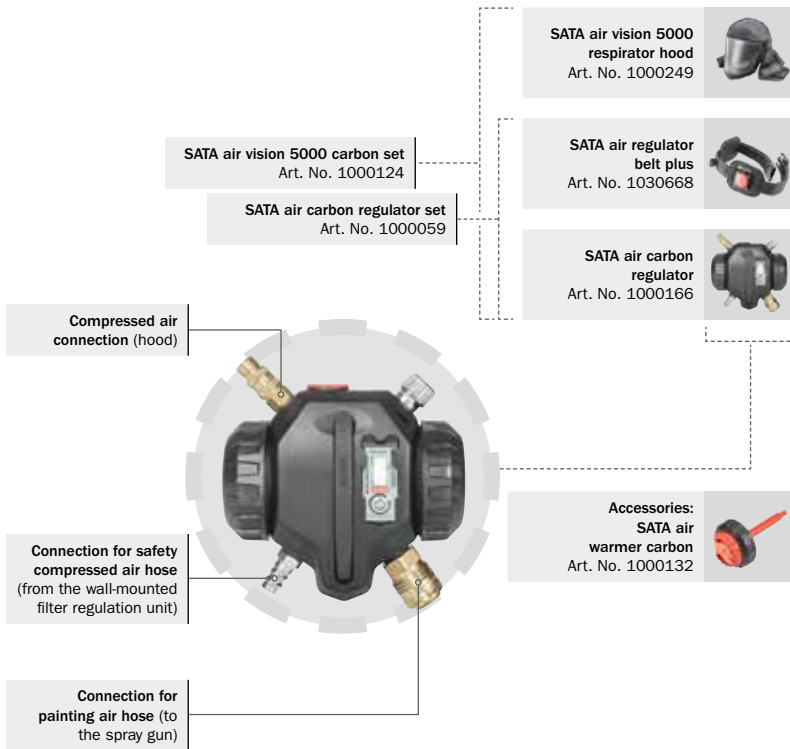 SATA air vision 5000
respirator hood
Art. No. 1000249
SATA air vision 5000 carbon set
Art. No. 1000124
SATA air regulator
belt plus
Art. No. 1030668
SATA air carbon regulator set
Art. No. 1000059
SATA air carbon
regulator
Art. No. 1000166
Compressed air
connection (hood)
Connection for safety
compressed air hose
(from the wall-mounted
filter regulation unit)
Accessories:
SATA air
warmer carbon
Art. No. 1000132
Connection for
painting air hose (to
the spray gun)